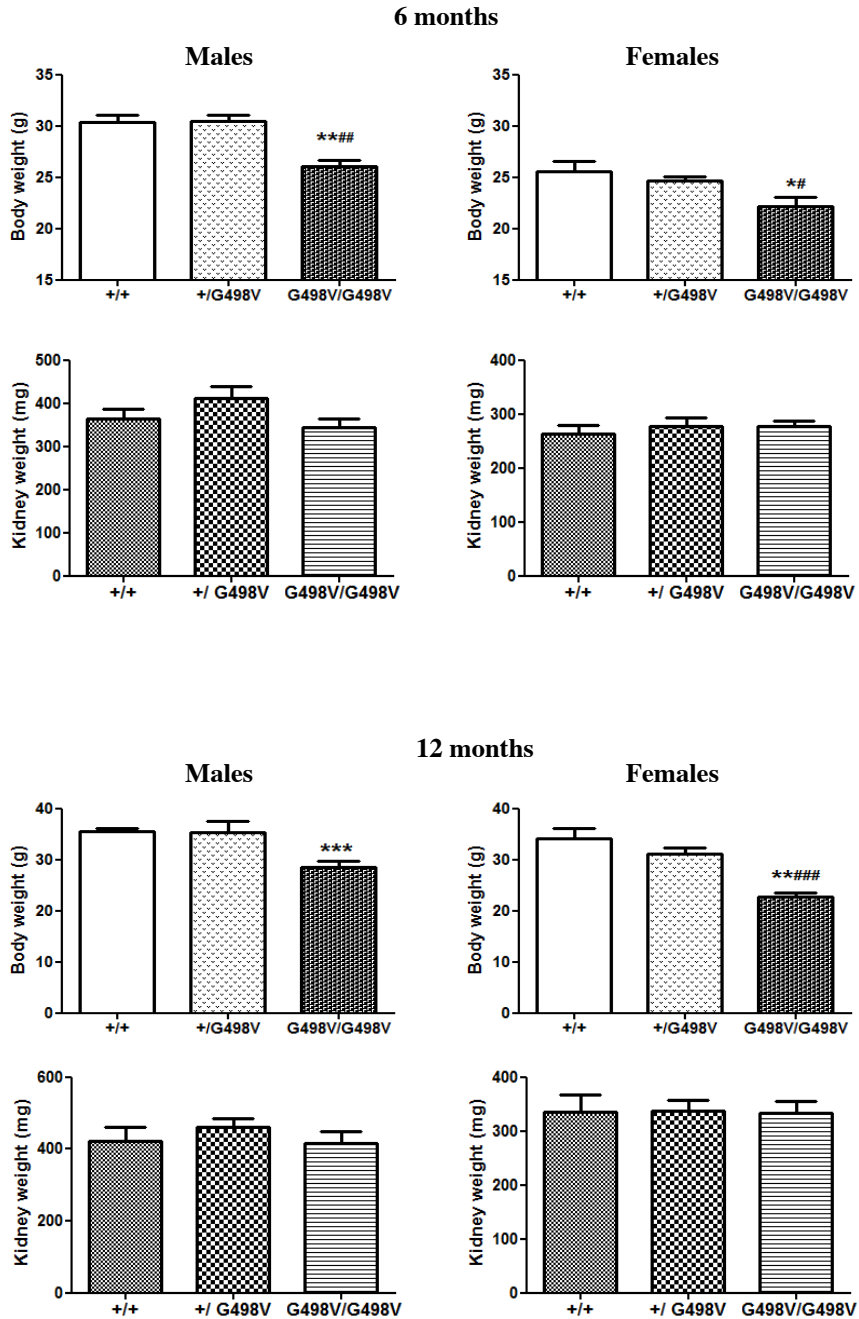 6 months
Males
Females
Body weight (g)
35
30
25
20
15
**##
+/+ +/G498V G498V/G498V
Body weight (g)
35
30
25
20
15
*#
+/+ +/G498V G498V/G498V
Kidney weight (mg)
500
400
300
200
100
0
+/+ +/ G498V G498V/G498V
Kidney weight (mg)
400
300
200
100
0
+/+ +/ G498V G498V/G498V
12 months
Males
Females
Body weight (g)
40
30
20
10
0
***
+/+ +/G498V G498V/G498V
Body weight (g)
40
30
20
10
0
**###
+/+ +/G498V G498V/G498V
Kidney weight (mg)
600
400
200
0
+/+ +/ G498V G498V/G498V
Kidney weight (mg)
400
300
200
100
0
+/+ +/ G498V G498V/G498V